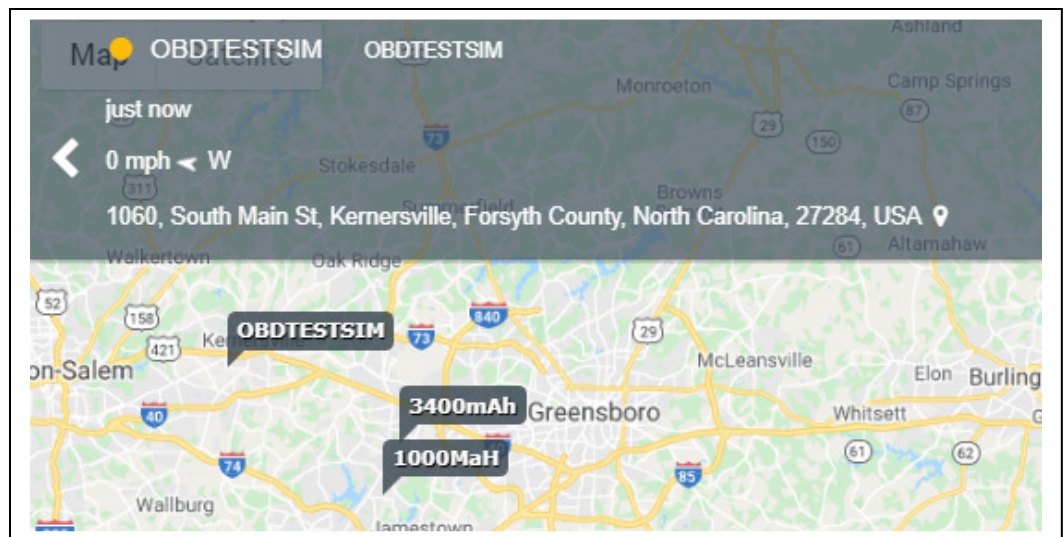 Map Satellite
OBDTESTSIM OBDTESTSIM
Ashland
Monroeton
Camp Springs
just now
87
29
73
150
0 mph W
Stokesdale
311
Browns
Summerfield
1060, South Main St, Kernersville, Forsyth County, North Carolina, 27284, USA
61
Altamahaw
Walkertown
Oak Ridge
52
158
840
OBDTESTSIM
73
29
421
McLeansville
on-Salem
Elon
Burling
3400mAh
Greensboro
40
Whitsett
G
1000MaH
61
62
74
85
Wallburg
Jamestown